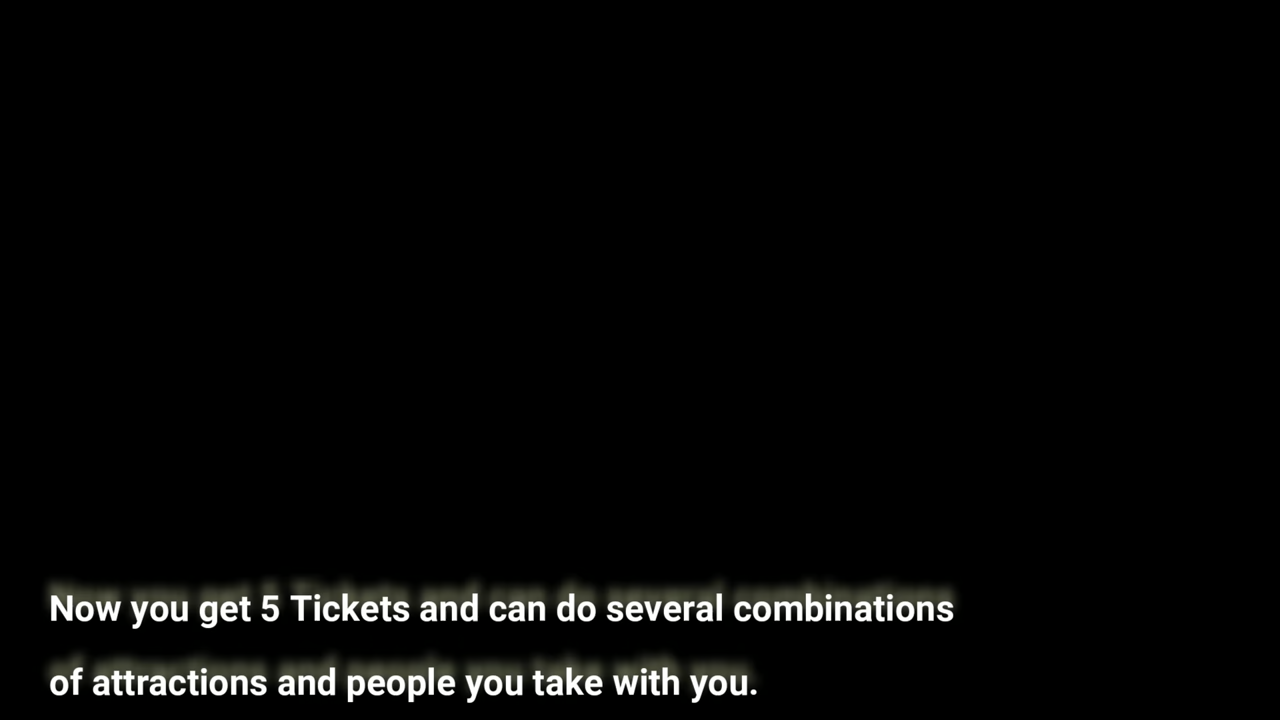 Now you get 5 Tickets and can do several combinations
of attractions and people you take with you.